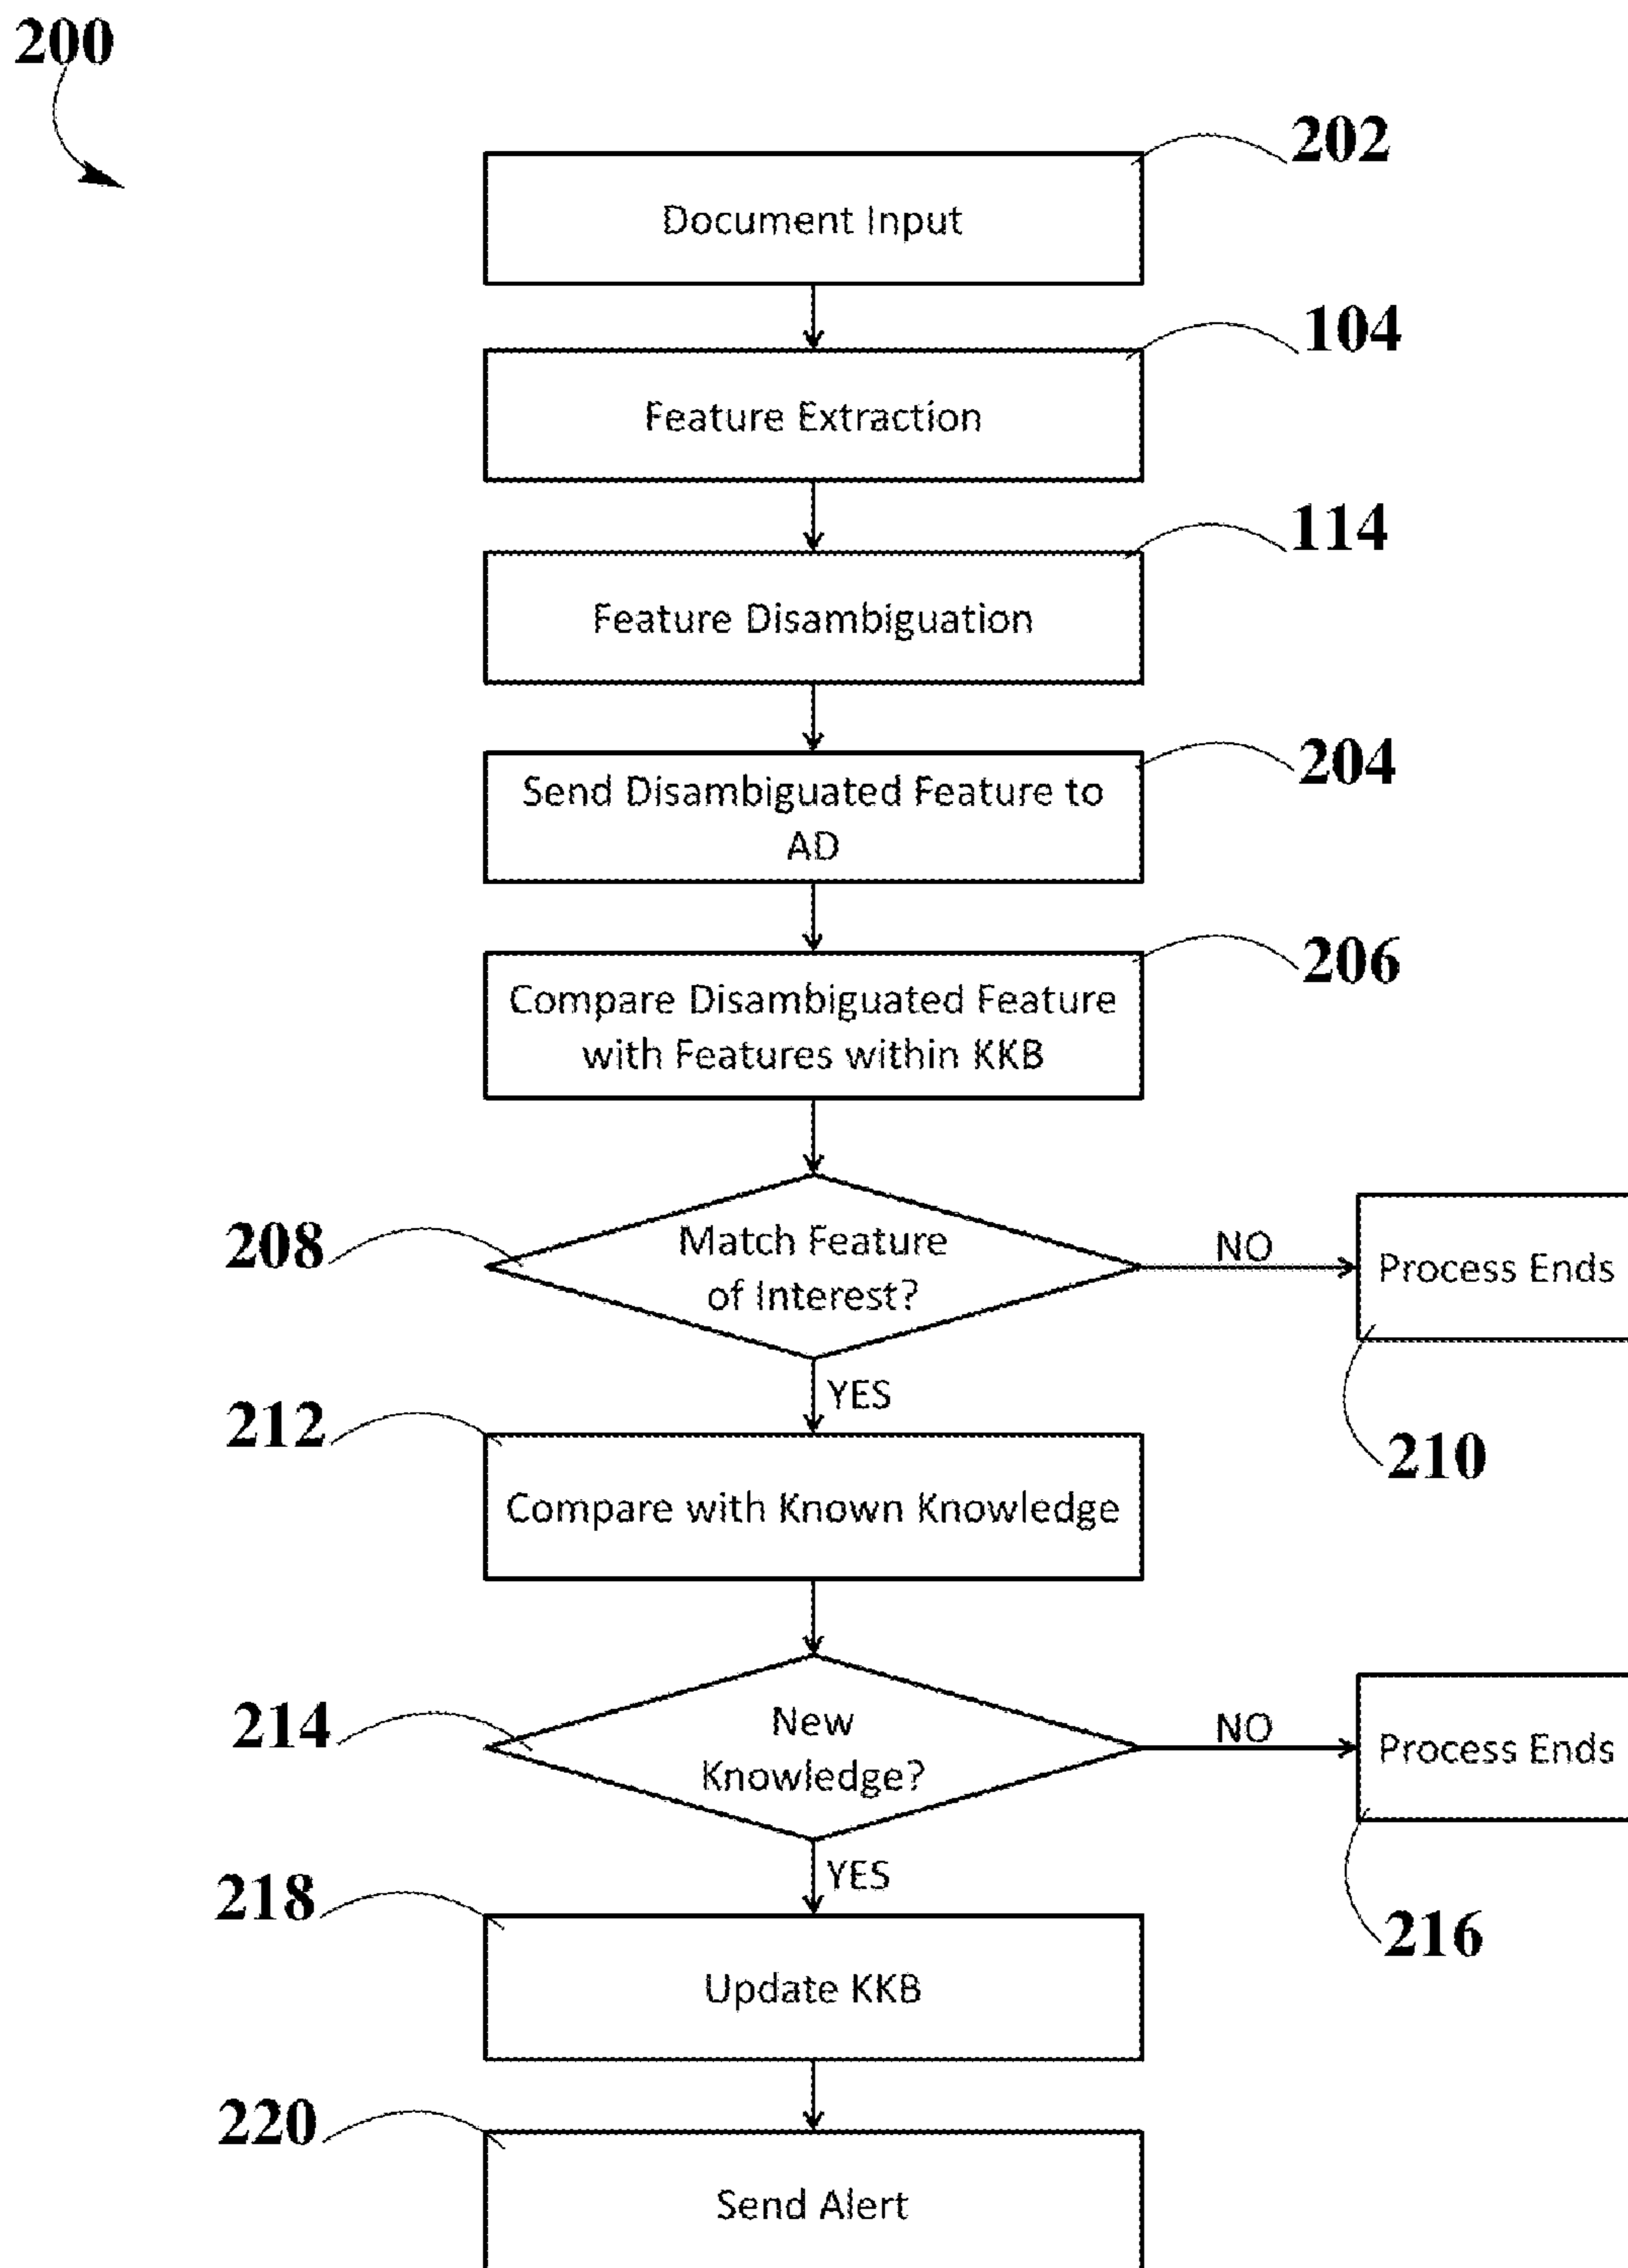 200
202
Document Input
104
Feature Extraction
114
Feature Disambiguation
204
Send Disambiguated Feature to
AD
206
Compare Disambiguated Feature
with Features within KKB
208
Match Feature
of Interest?
NO
Process Ends
210
YES
212
Compare with Known Knowledge
214
New
Knowledge?
NO
Process Ends
216
YES
218
Update KKB
220
Send Alert